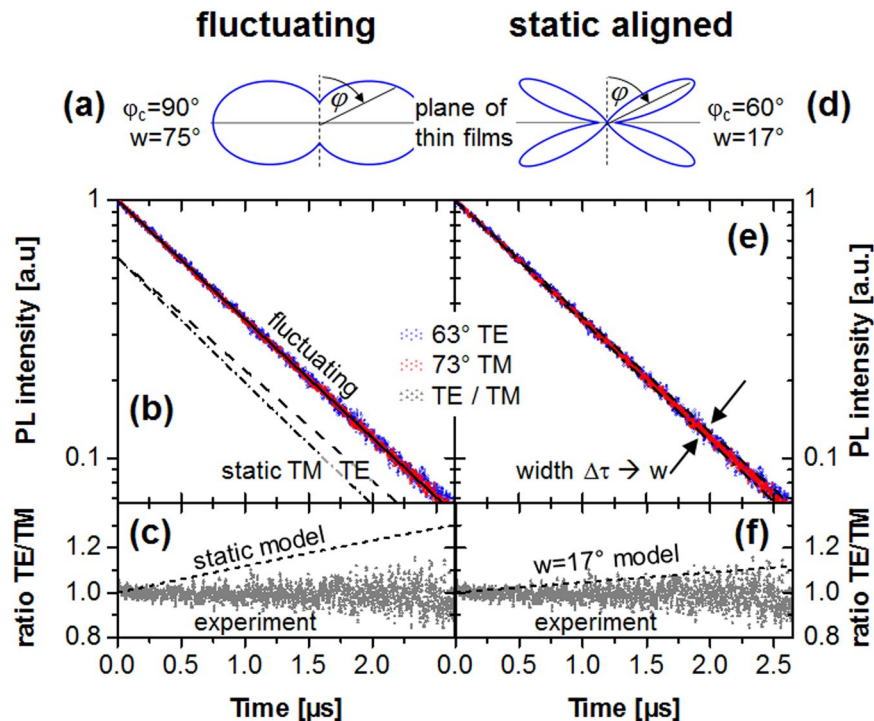 fluctuating
static aligned
(a)
φc=90°
w=75°
φ
plane of
thin films
φ
φc=60°
w=17°
(d)
1
1
PL intensity [a.u]
fluctuating
(b)
static TM TE
0.1
63° TE
73° TM
TE / TM
(e)
width Δτ → w
0.1
PL intensity [a.u.]
ratio TE/TM
1.2
1.0
0.8
(c)
static model
experiment
(f)
w=17° model
experiment
1.2
1.0
0.8
ratio TE/TM
0.0 0.5 1.0 1.5 2.0
0.0 0.5 1.0 1.5 2.0 2.5
Time [µs]
Time [µs]